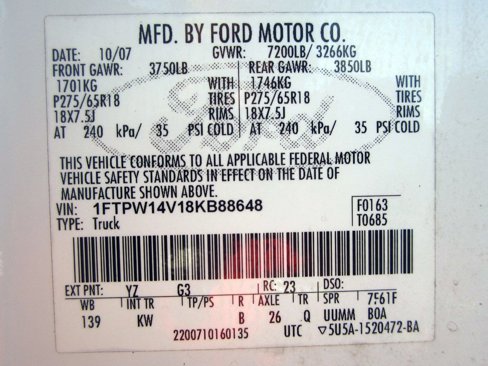 MFD. BY FORD MOTOR CO.
DATE: 10/07 GVWR: 7200LB/ 3266KG
FRONT GAWR: 3750LB REAR GAWR: 3850LB
1701KG WITH 1746KG WITH
P275/65R18 TIRES P275/65R18 TIRES
18X7.5J RIMS 18X7.5J RIMS
AT 240 kPa/ 35 PSI COLD AT 240 kPa/ 35 PSI COLD
Ford
THIS VEHICLE CONFORMS TO ALL APPLICABLE FEDERAL MOTOR
VEHICLE SAFETY STANDARDS IN EFFECT ON THE DATE OF
MANUFACTURE SHOWN ABOVE.
VIN: 1FTPW14V18KB88648 F0163
TYPE: Truck T0685
EXT PNT: YZ G3 RC: 23 DSO:
WB INT TR TP/PS R AXLE TR SPR 7F61F
139 KW B 26 Q UUMM BOA
2200710160135 UTC ▽5U5A-1520472-BA